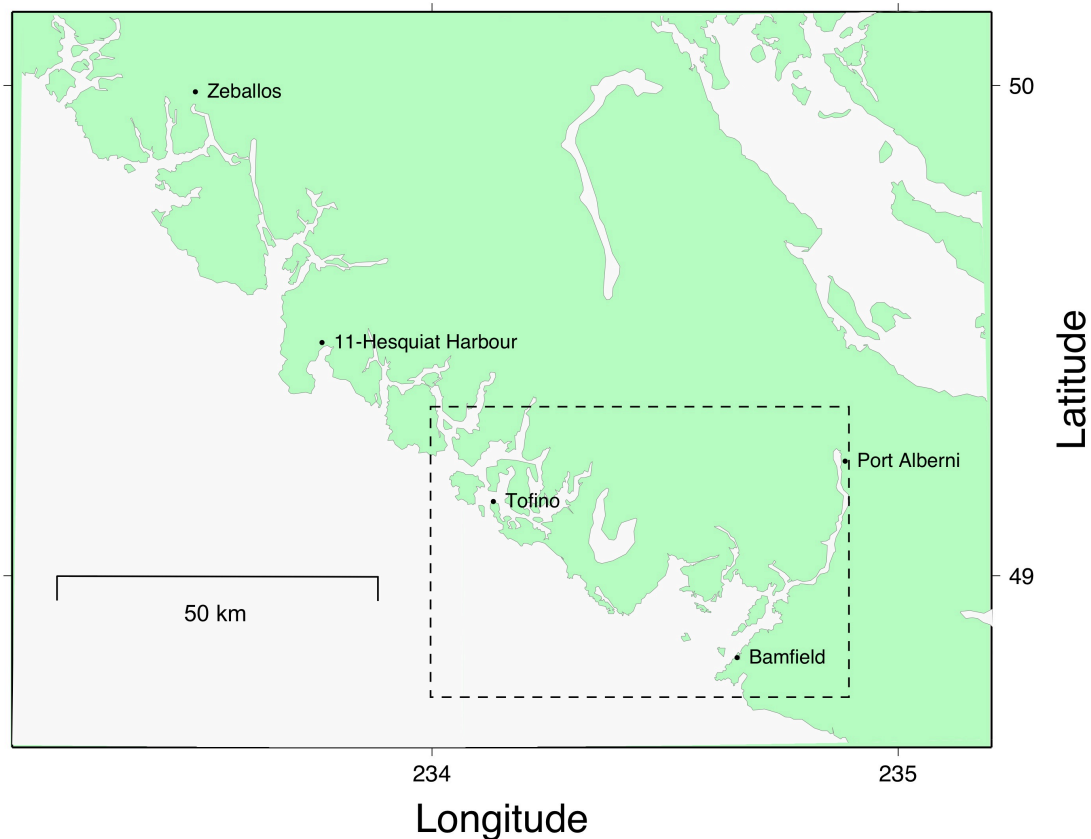 Zeballos
50
11-Hesquiat Harbour
Latitude
Port Alberni
Tofino
49
50 km
Bamfield
234
235
Longitude